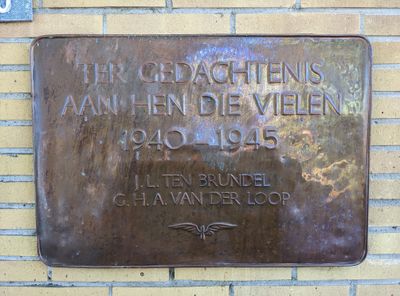 TER GEDACHTENIS
AAN HEN DIE VIELEN
1940 – 1945
J. L. TEN BRUNDEL
G. H. A. VAN DER LOOP